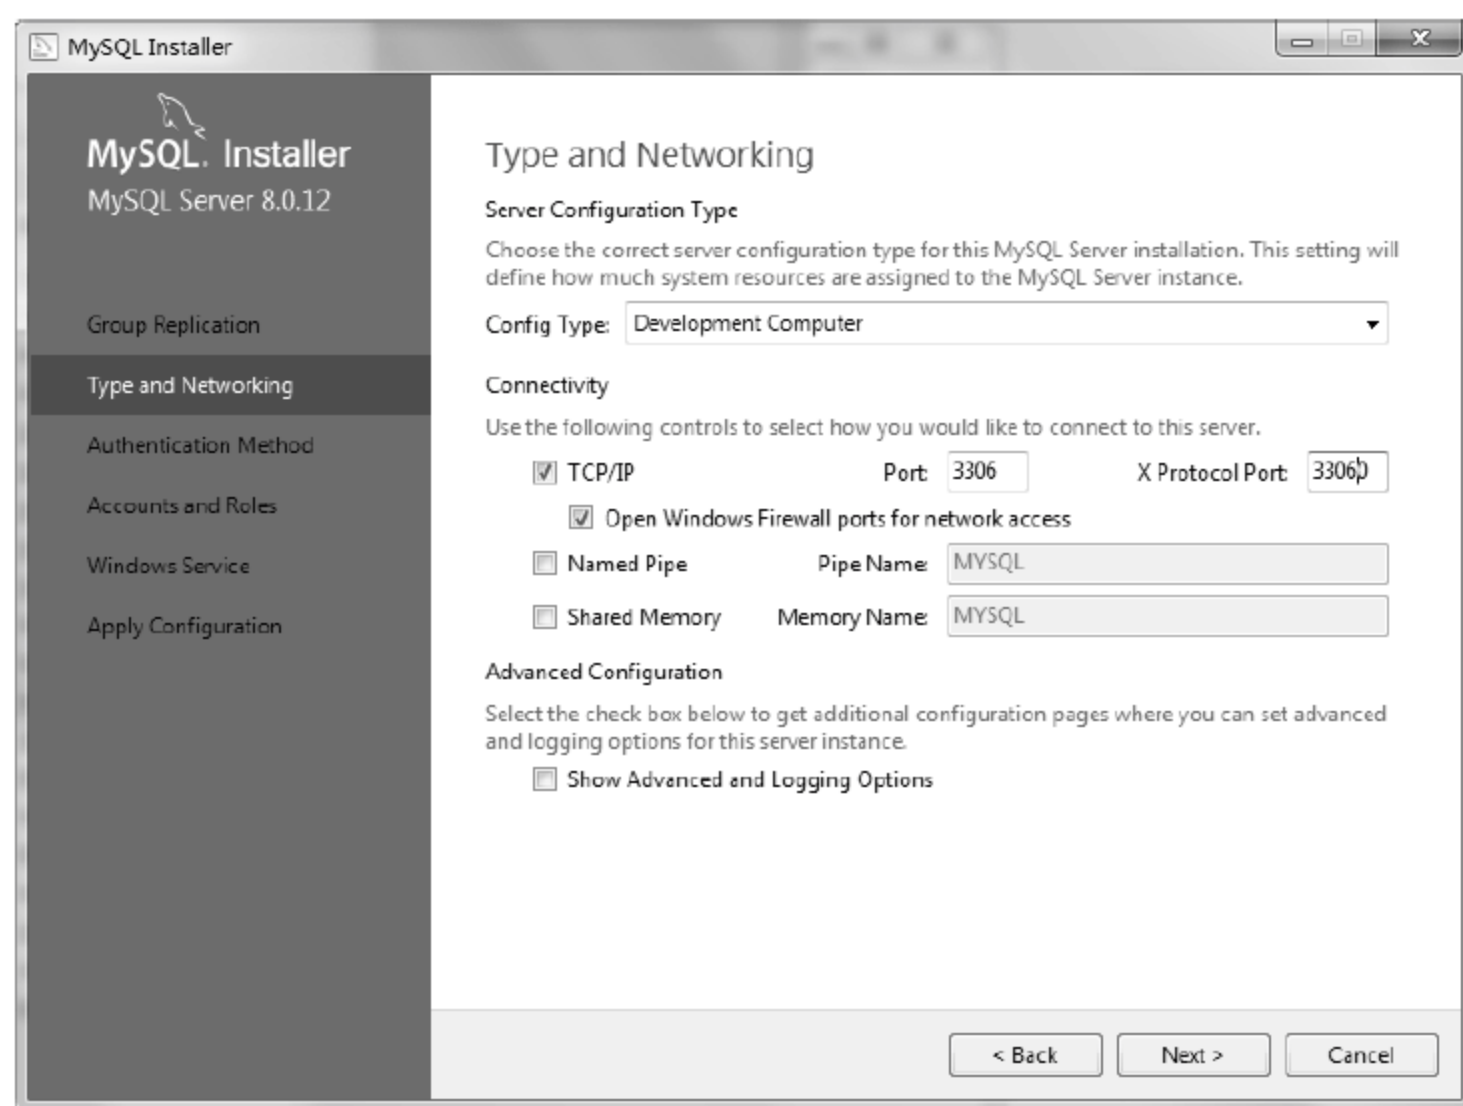 MySQL Installer
MySQL. Installer
MySQL Server 8.0.12
Group Replication
Type and Networking
Authentication Method
Accounts and Roles
Windows Service
Apply Configuration
Type and Networking
Server Configuration Type
Choose the correct server configuration type for this MySQL Server installation. This setting will
define how much system resources are assigned to the MySQL Server instance.
Config Type: Development Computer
Connectivity
Use the following controls to select how you would like to connect to this server.
TCP/IP Port: 3306 X Protocol Port: 33060
Open Windows Firewall ports for network access
Named Pipe Pipe Name: MYSQL
Shared Memory Memory Name: MYSQL
Advanced Configuration
Select the check box below to get additional configuration pages where you can set advanced
and logging options for this server instance.
Show Advanced and Logging Options
< Back Next > Cancel